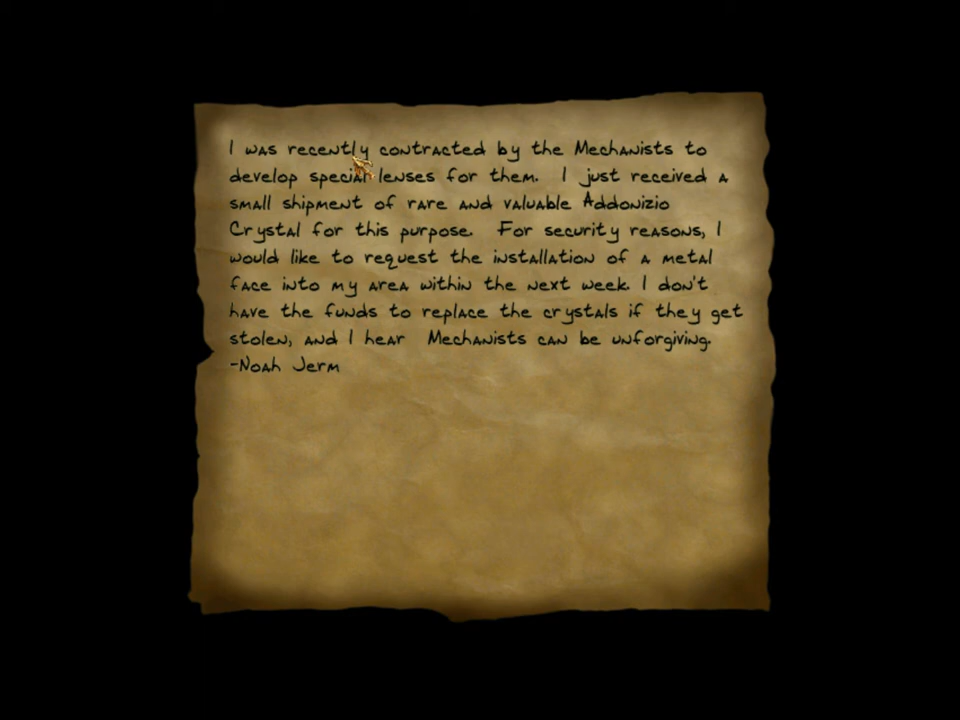 I was recently contracted by the Mechanists to
develop special lenses for them.  I just received a
small shipment of rare and valuable Addonizio
Crystal for this purpose.  For security reasons, I
would like to request the installation of a metal
face into my area within the next week. I don't
have the funds to replace the crystals if they get
stolen, and I hear  Mechanists can be unforgiving.
-Noah Jerm